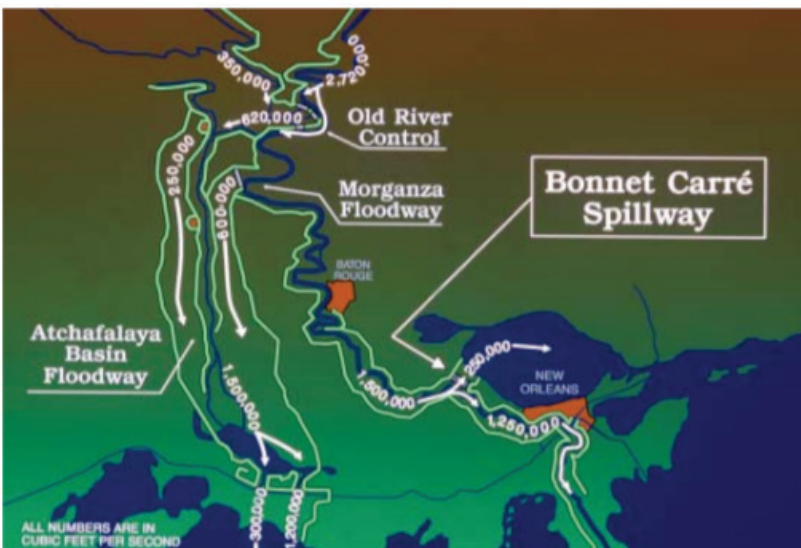 350,000
2,720,000
620,000
Old River
Control
250,000
600,000
Morganza
Floodway
Bonnet Carré
Spillway
BATON
ROUGE
Atchafalaya
Basin
Floodway
1,500,000
1,500,000
250,000
NEW
ORLEANS
1,250,000
300,000
1,200,000
ALL NUMBERS ARE IN
CUBIC FEET PER SECOND